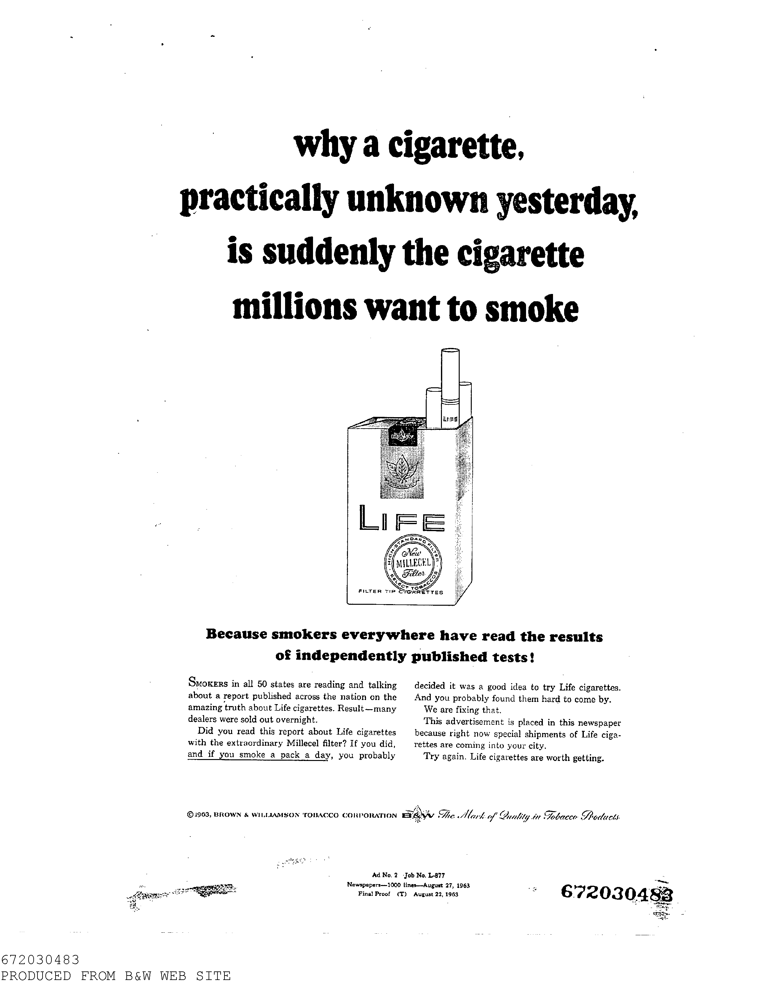 why a cigarette,
practically unknown yesterday,
is suddenly the cigarette
millions want to smoke
LIFE
LIFE
HIGH STANDARD FILTER
New
MILLECEL
Filter
SELECT TOBACCOS
FILTER TIP CIGARETTES
Because smokers everywhere have read the results
of independently published tests!
SMOKERS in all 50 states are reading and talking
about a report published across the nation on the
amazing truth about Life cigarettes. Result—many
dealers were sold out overnight.
Did you read this report about Life cigarettes
with the extraordinary Millecel filter? If you did,
and if you smoke a pack a day, you probably
decided it was a good idea to try Life cigarettes.
And you probably found them hard to come by.
We are fixing that.
This advertisement is placed in this newspaper
because right now special shipments of Life ciga-
rettes are coming into your city.
Try again. Life cigarettes are worth getting.
©1963, BROWN & WILLIAMSON TOBACCO CORPORATION B&W The Mark of Quality in Tobacco Products
Ad No. 2 Job No. L-877
Newspapers—1000 lines—August 27, 1963
Final Proof (T) August 22, 1963
672030483
672030483
PRODUCED FROM B&W WEB SITE